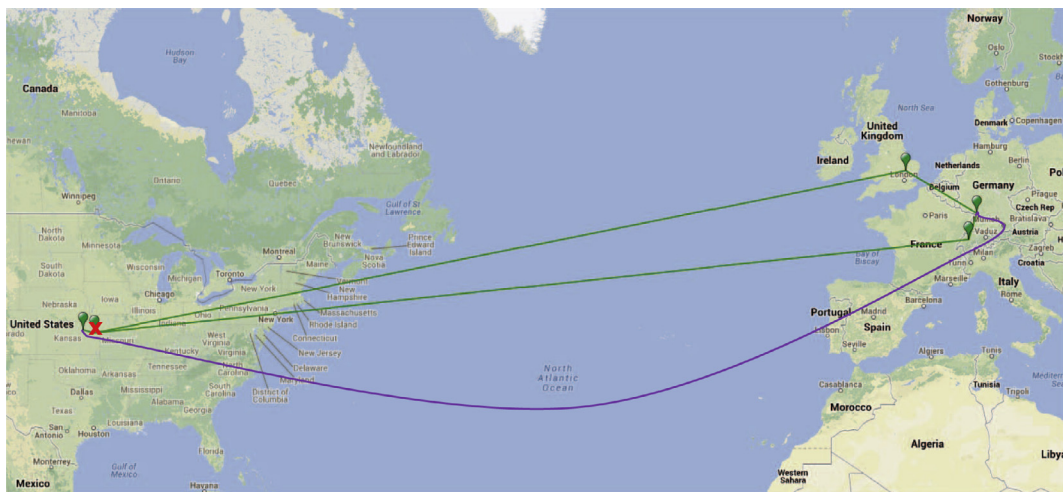 Norway
Oslo
Stockh
Hudson
Bay
Gothenburg
Canada
North Sea
Manitoba
United
Kingdom
Denmark
Copenhagen
Newfoundland
and Labrador
Ireland
Hamburg
Netherlands
Berlin
London
Ontario
Quebec
Belgium
Germany
Prague
Winnipeg
Gulf of St
Lawrence
Paris
Czech Rep
Munich
Bratislava
North
Dakota
Minnesota
New
Brunswick
Prince
Edward
Island
Vaduz
Austria
Montreal
Maine
Nova
Scotia
France
Zagreb
South
Dakota
Wisconsin
Michigan
Toronto
Vermont
New
Hampshire
Bay of
Biscay
Turin
Milan
Croatia
Iowa
Chicago
New York
Massachusetts
Marseille
Italy
Nebraska
Illinois
Ohio
Pennsylvania
New York
Rhode Island
Barcelona
Rome
United States
Indiana
Portugal
Madrid
Kansas
Missouri
West
Virginia
Connecticut
Lisbon
Spain
Kentucky
Virginia
New Jersey
Seville
Oklahoma
Tennessee
North
Carolina
Delaware
Maryland
North
Atlantic
Ocean
Algiers
Tunis
Arkansas
Mississippi
South
Carolina
District of
Columbia
Casablanca
Tunisia
Tripoli
Dallas
Alabama
Texas
Georgia
Morocco
San
Antonio
Louisiana
Houston
Algeria
Florida
Monterrey
Gulf of
Mexico
Western
Sahara
Mexico
Havana